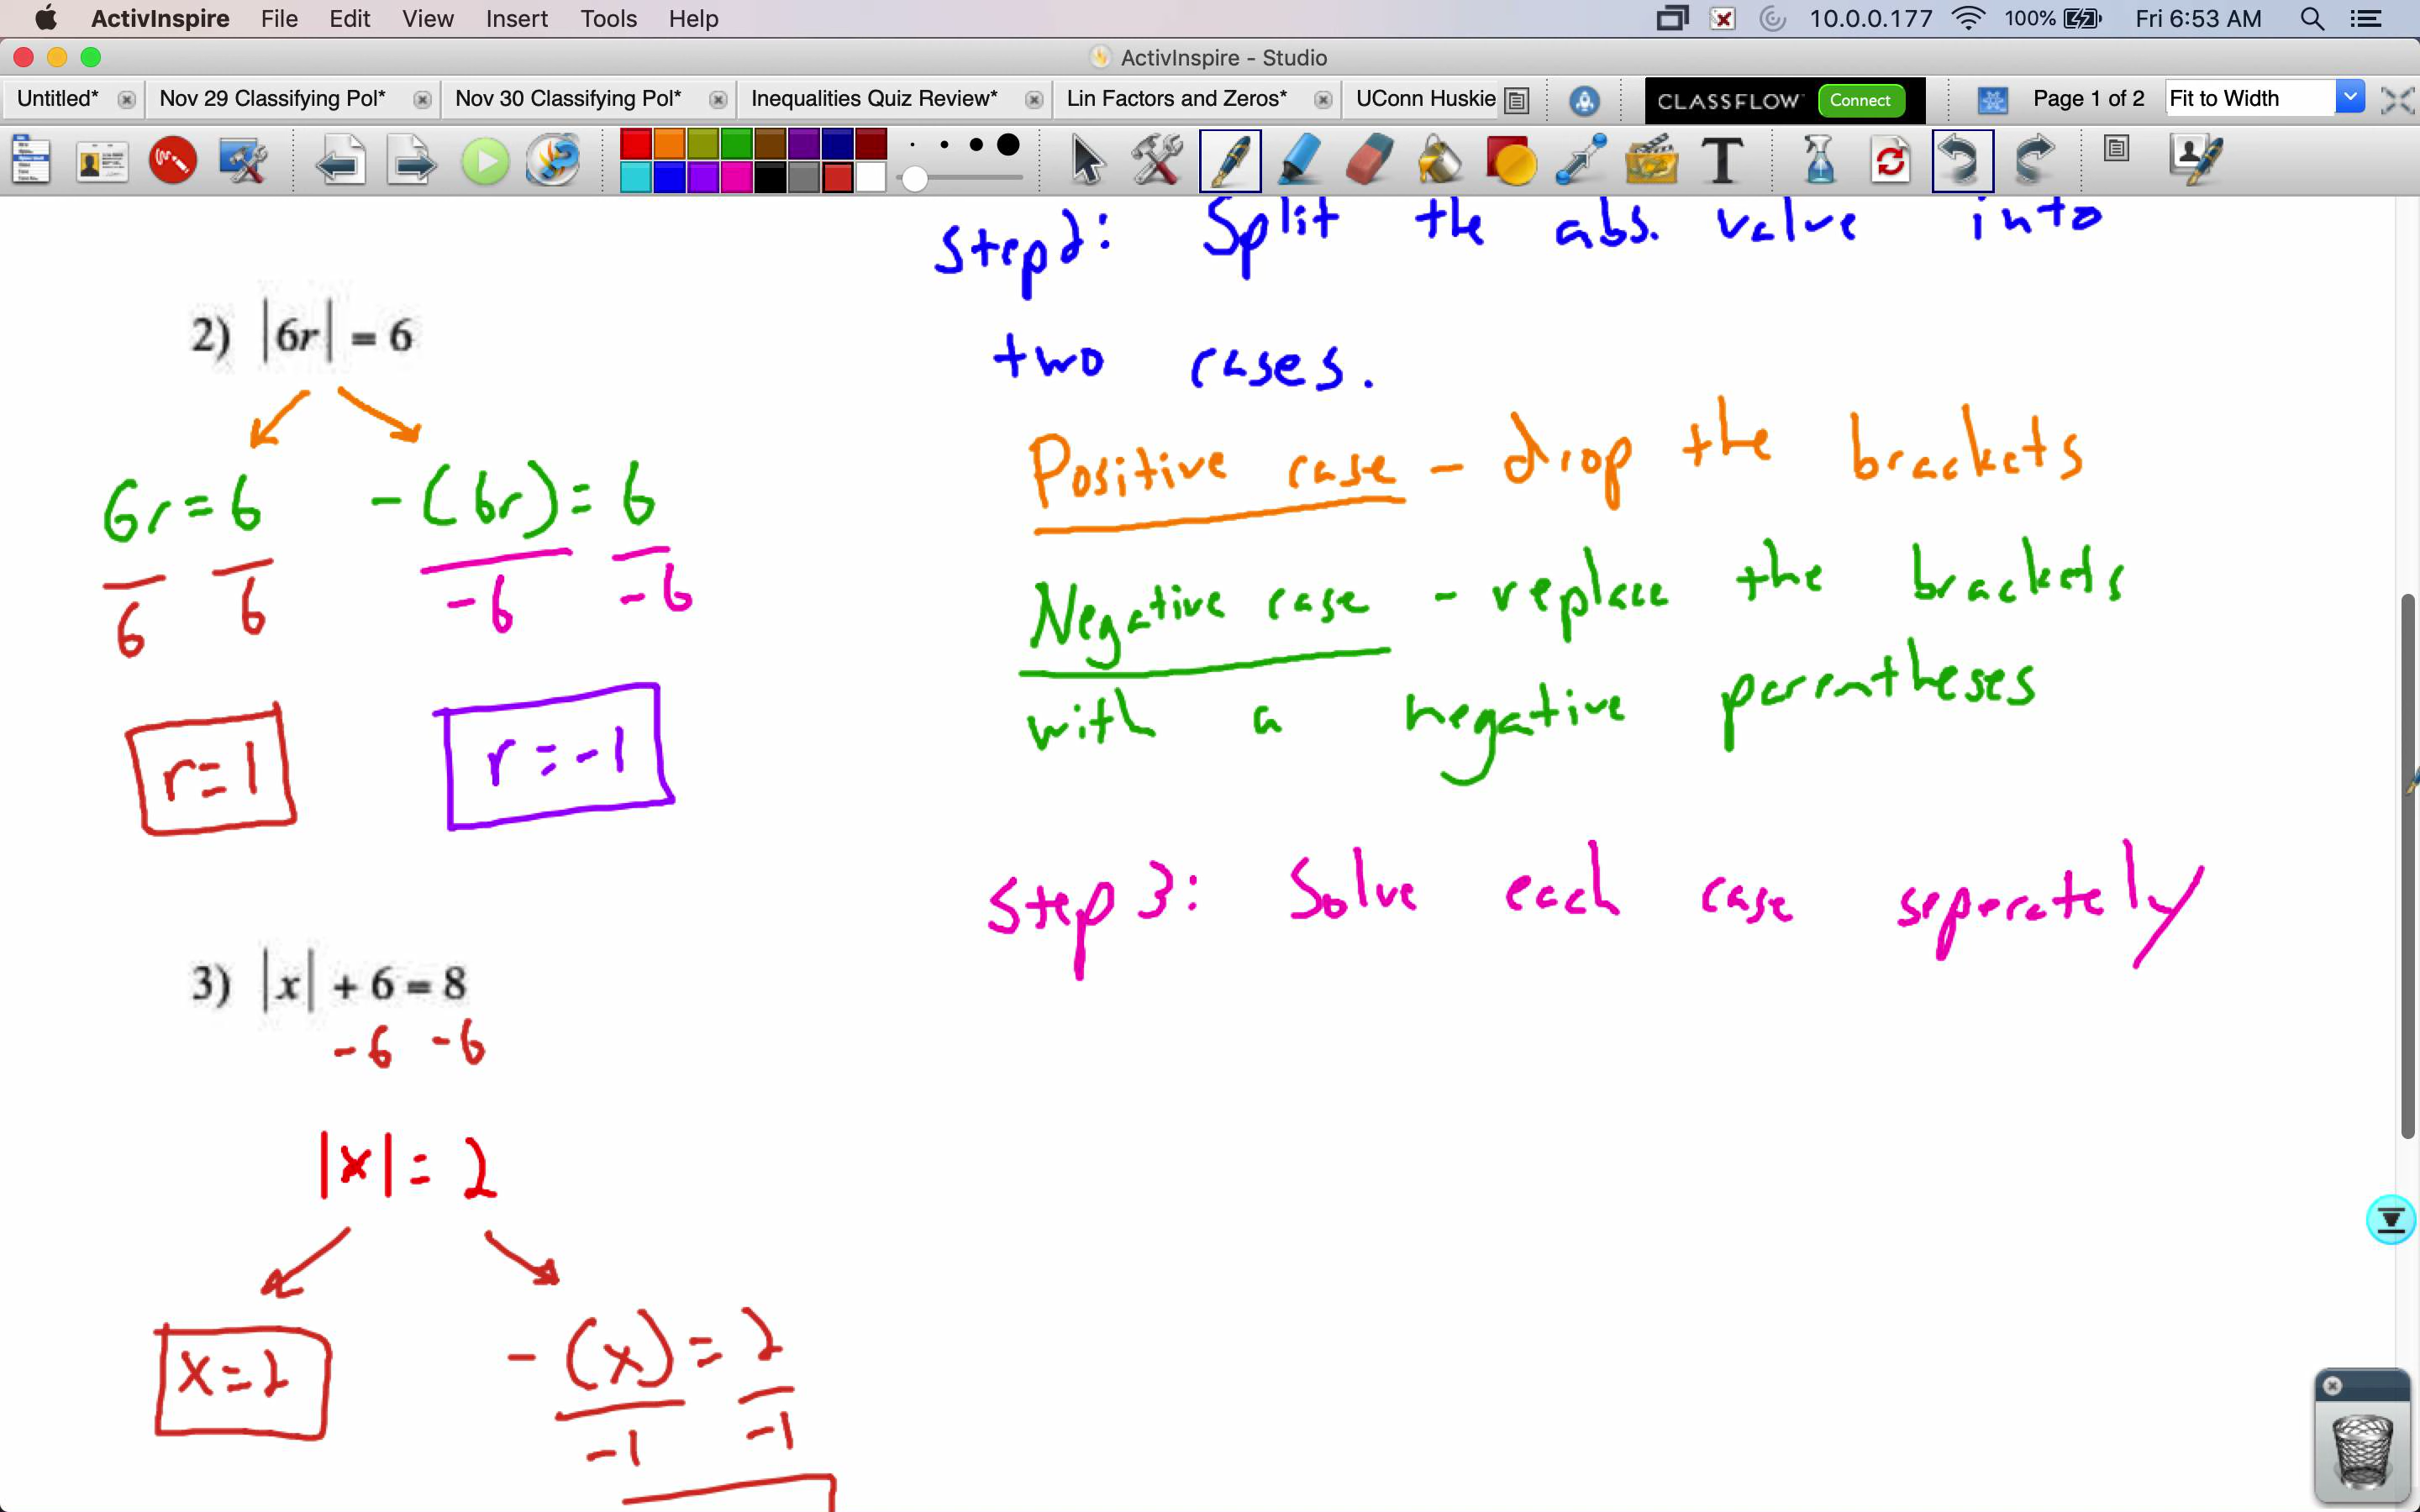 ActivInspire File Edit View Insert Tools Help 10.0.0.177 100% Fri 6:53 AM
ActivInspire - Studio
Untitled* Nov 29 Classifying Pol* Nov 30 Classifying Pol* Inequalities Quiz Review* Lin Factors and Zeros* UConn Huskie CLASSFLOW Connect Page 1 of 2 Fit to Width
T
Step 2: Split the abs. value into
two cases.
Positive case - drop the brackets
Negative case - replace the brackets
with a negative parentheses
Step 3: Solve each case seperately
2) |6r| = 6
6r = 6 -(6r) = 6
6 6 -6 -6
r=1 r=-1
3) |x| + 6 = 8
-6 -6
|x| = 2
x=2 -(x) = 2
-1 -1